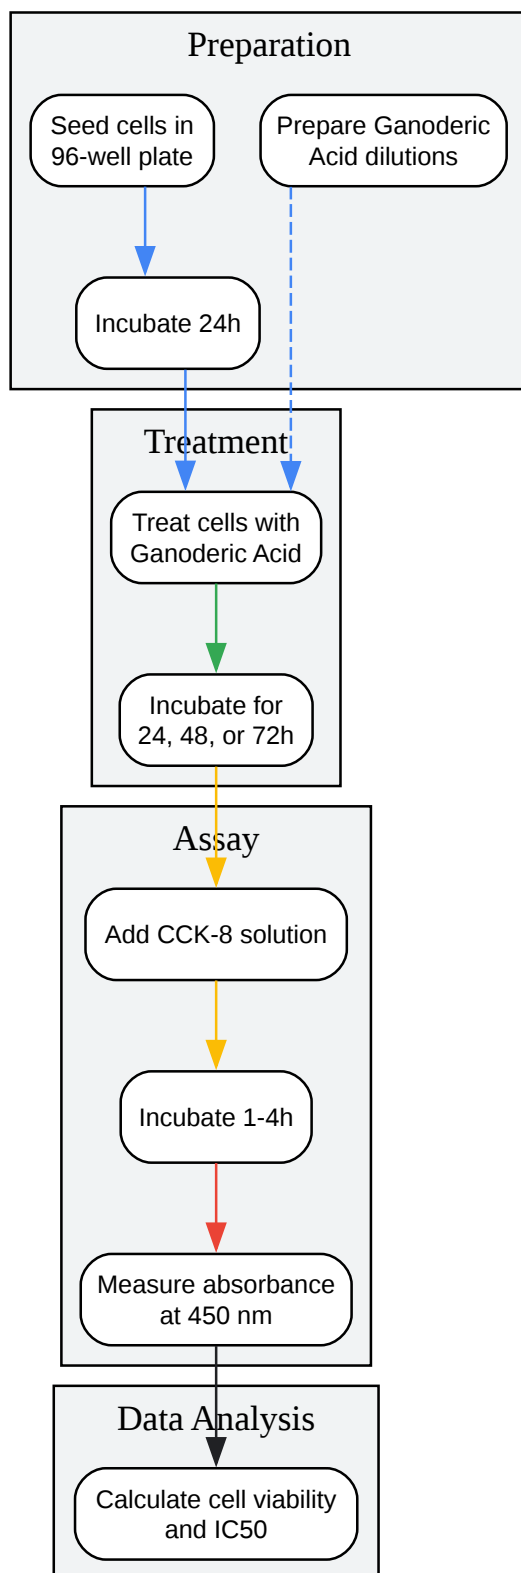 Preparation
Seed cells in
96-well plate
Prepare Ganoderic
Acid dilutions
Incubate 24h
Treatment
Treat cells with
Ganoderic Acid
Incubate for
24, 48, or 72h
Assay
Add CCK-8 solution
Incubate 1-4h
Measure absorbance
at 450 nm
Data Analysis
Calculate cell viability
and IC50